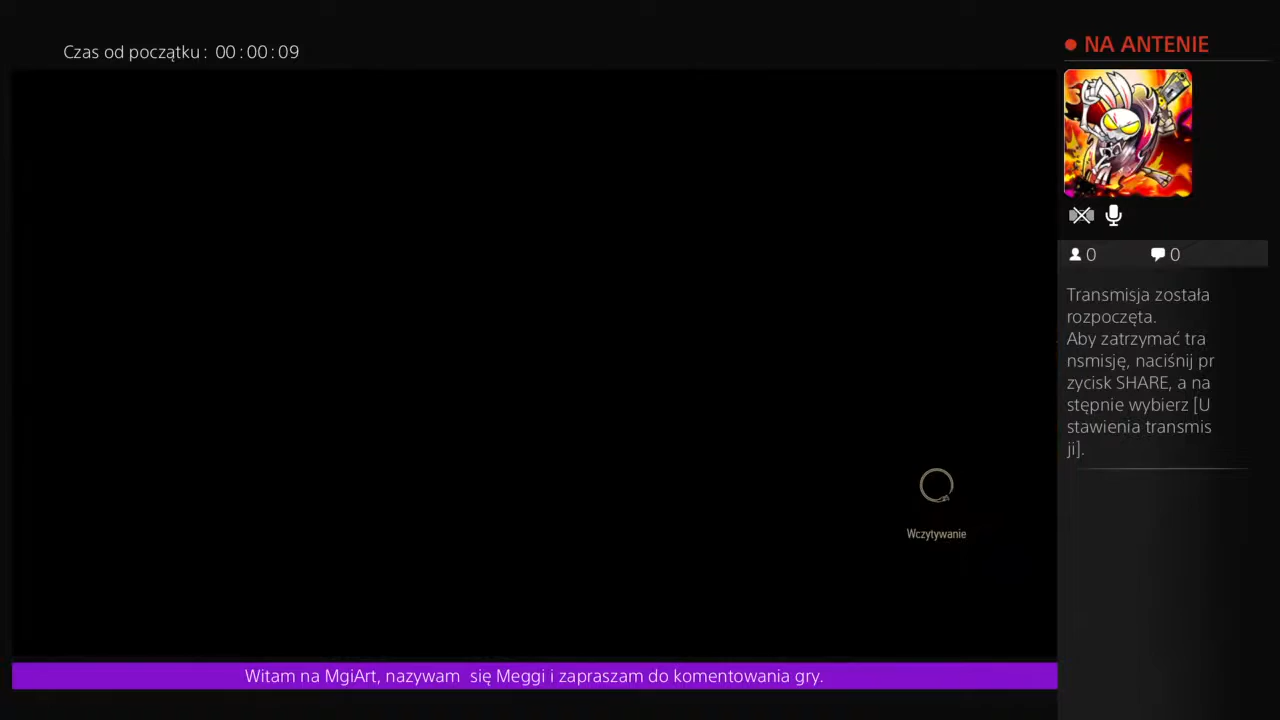 Czas od początku : 00 : 00 : 09
NA ANTENIE
0 0
Transmisja została
rozpoczęta.
Aby zatrzymać tra
nsmisję, naciśnij pr
zycisk SHARE, a na
stępnie wybierz [U
stawienia transmis
ji].
Wczytywanie
Witam na MgiArt, nazywam  się Meggi i zapraszam do komentowania gry.